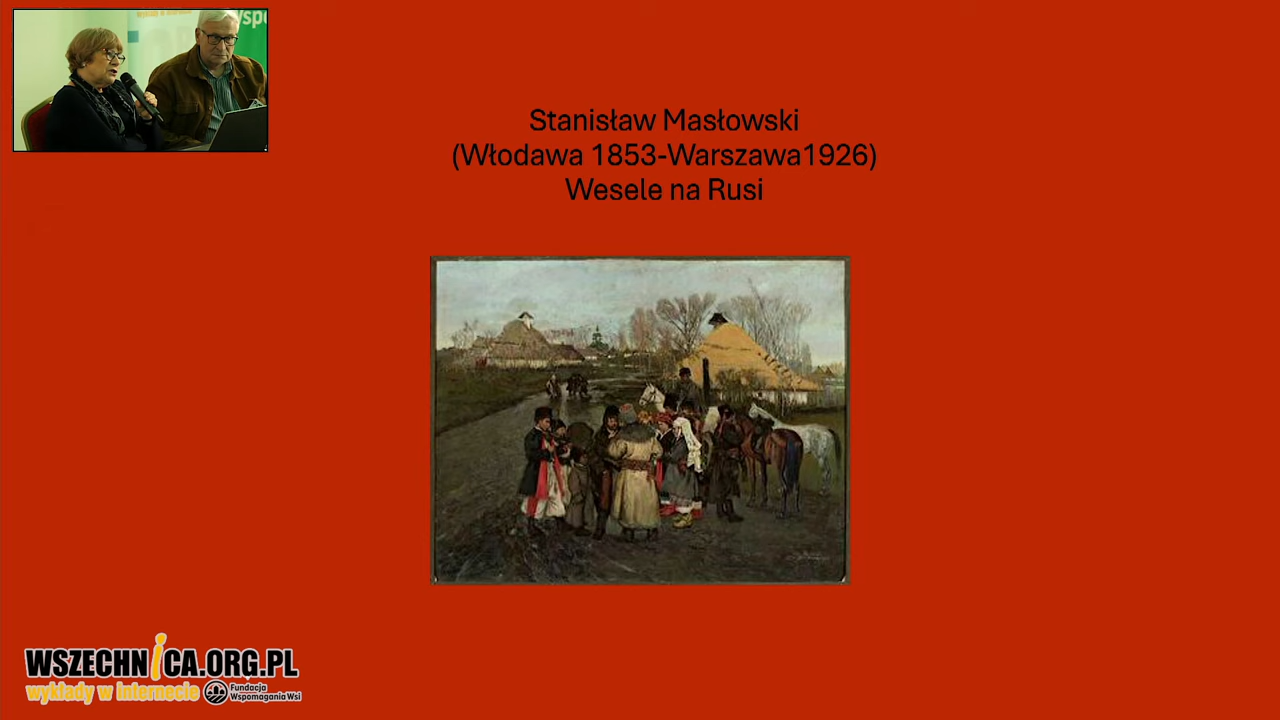 Stanisław Masłowski
(Włodawa 1853-Warszawa1926)
Wesele na Rusi
WSZECHNiCA.ORG.PL
wykłady w internecie
Fundacja
Wspomagania Wsi